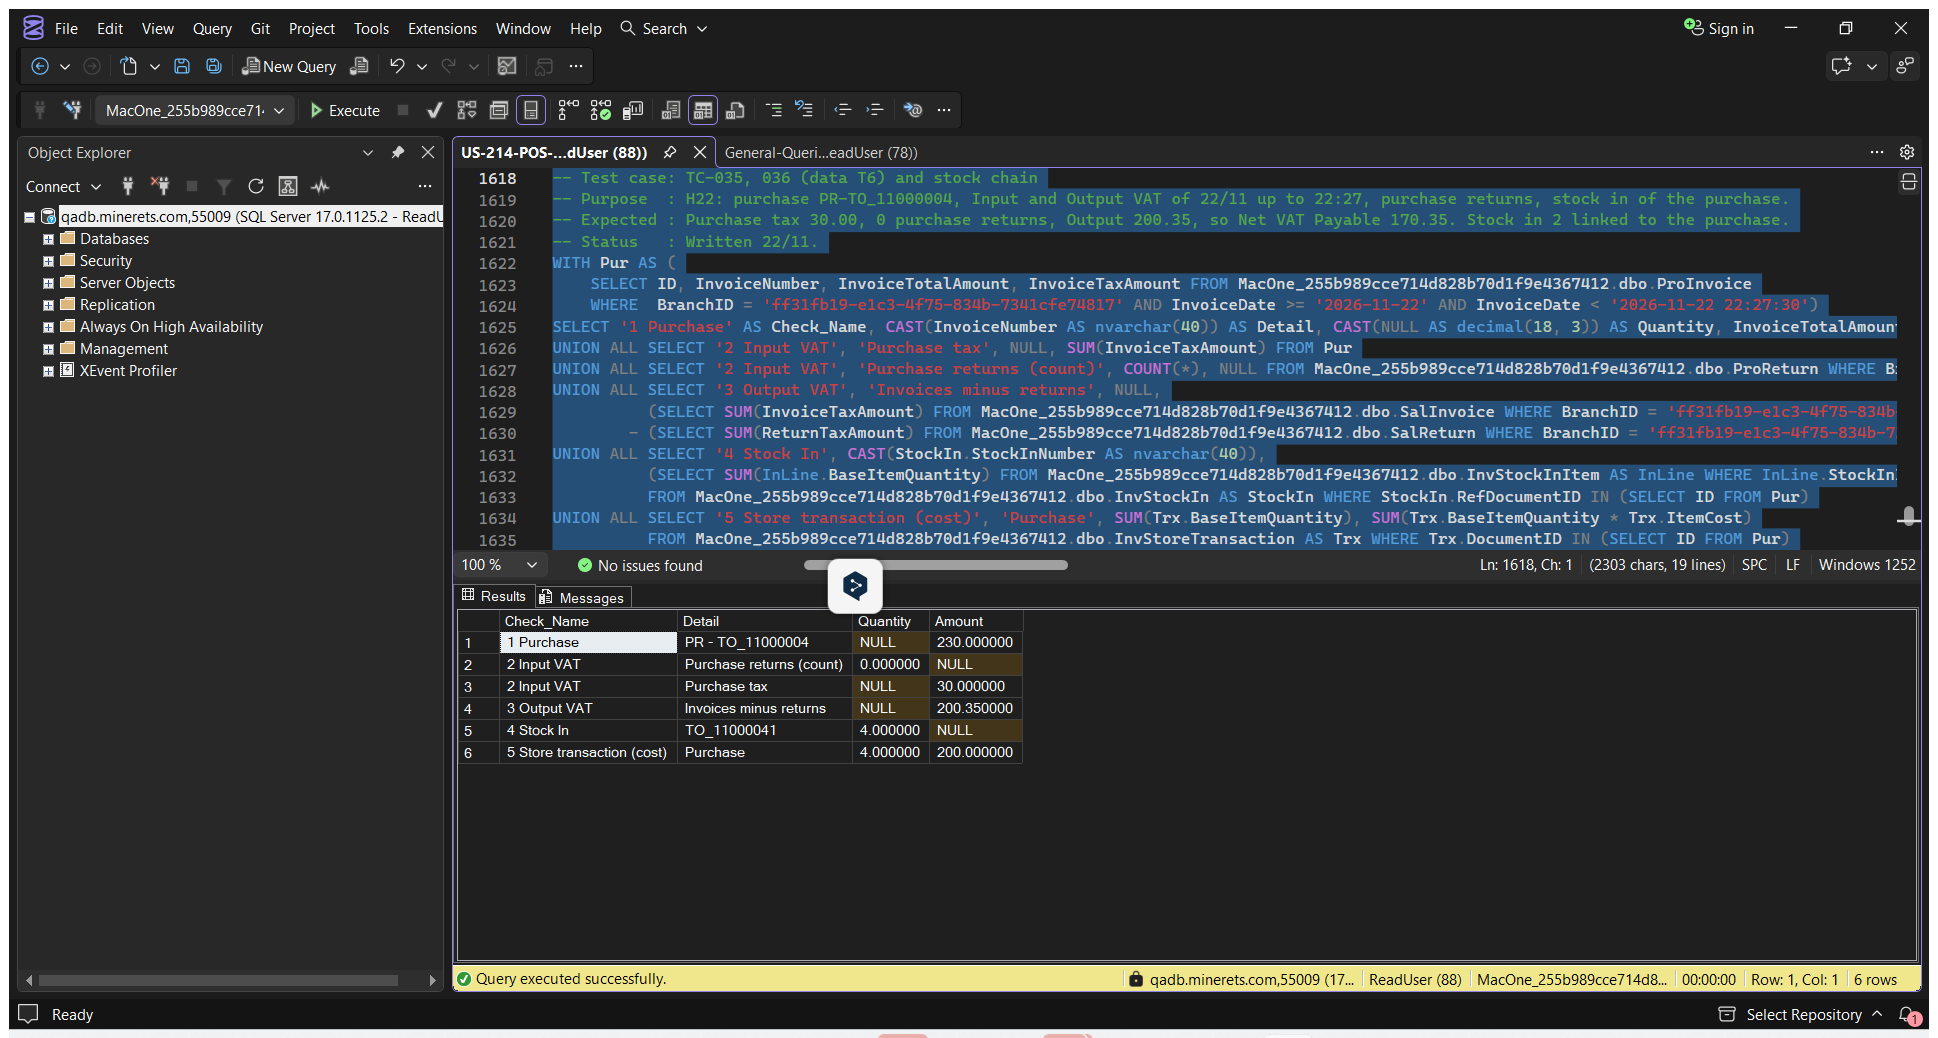 File Edit View Query Git Project Tools Extensions Window Help Search Sign in
New Query
MacOne_255b989cce71 Execute
Object Explorer
Connect
qadb.minerets.com,55009 (SQL Server 17.0.1125.2 - ReadU
Databases
Security
Server Objects
Replication
Always On High Availability
Management
XEvent Profiler
US-214-POS-...dUser (88)) General-Queri...eadUser (78))
1618 -- Test case: TC-035, 036 (data T6) and stock chain
1619 -- Purpose : H22: purchase PR-TO_11000004, Input and Output VAT of 22/11 up to 22:27, purchase returns, stock in of the purchase.
1620 -- Expected : Purchase tax 30.00, 0 purchase returns, Output 200.35, so Net VAT Payable 170.35. Stock in 2 linked to the purchase.
1621 -- Status : Written 22/11.
1622 WITH Pur AS (
1623 SELECT ID, InvoiceNumber, InvoiceTotalAmount, InvoiceTaxAmount FROM MacOne_255b989cce714d828b70d1f9e4367412.dbo.ProInvoice
1624 WHERE BranchID = 'ff31fb19-e1c3-4f75-834b-7341cfe74817' AND InvoiceDate >= '2026-11-22' AND InvoiceDate < '2026-11-22 22:27:30')
1625 SELECT '1 Purchase' AS Check_Name, CAST(InvoiceNumber AS nvarchar(40)) AS Detail, CAST(NULL AS decimal(18, 3)) AS Quantity, InvoiceTotalAmoun
1626 UNION ALL SELECT '2 Input VAT', 'Purchase tax', NULL, SUM(InvoiceTaxAmount) FROM Pur
1627 UNION ALL SELECT '2 Input VAT', 'Purchase returns (count)', COUNT(*), NULL FROM MacOne_255b989cce714d828b70d1f9e4367412.dbo.ProReturn WHERE B
1628 UNION ALL SELECT '3 Output VAT', 'Invoices minus returns', NULL,
1629 (SELECT SUM(InvoiceTaxAmount) FROM MacOne_255b989cce714d828b70d1f9e4367412.dbo.SalInvoice WHERE BranchID = 'ff31fb19-e1c3-4f75-834b
1630 - (SELECT SUM(ReturnTaxAmount) FROM MacOne_255b989cce714d828b70d1f9e4367412.dbo.SalReturn WHERE BranchID = 'ff31fb19-e1c3-4f75-834b-7
1631 UNION ALL SELECT '4 Stock In', CAST(StockIn.StockInNumber AS nvarchar(40)),
1632 (SELECT SUM(InLine.BaseItemQuantity) FROM MacOne_255b989cce714d828b70d1f9e4367412.dbo.InvStockInItem AS InLine WHERE InLine.StockIn
1633 FROM MacOne_255b989cce714d828b70d1f9e4367412.dbo.InvStockIn AS StockIn WHERE StockIn.RefDocumentID IN (SELECT ID FROM Pur)
1634 UNION ALL SELECT '5 Store transaction (cost)', 'Purchase', SUM(Trx.BaseItemQuantity), SUM(Trx.BaseItemQuantity * Trx.ItemCost)
1635 FROM MacOne_255b989cce714d828b70d1f9e4367412.dbo.InvStoreTransaction AS Trx WHERE Trx.DocumentID IN (SELECT ID FROM Pur)
100 % No issues found Ln: 1618, Ch: 1 (2303 chars, 19 lines) SPC LF Windows 1252
Results Messages
Check_Name Detail Quantity Amount
1 1 Purchase PR - TO_11000004 NULL 230.000000
2 2 Input VAT Purchase returns (count) 0.000000 NULL
3 2 Input VAT Purchase tax NULL 30.000000
4 3 Output VAT Invoices minus returns NULL 200.350000
5 4 Stock In TO_11000041 4.000000 NULL
6 5 Store transaction (cost) Purchase 4.000000 200.000000
Query executed successfully. qadb.minerets.com,55009 (17... ReadUser (88) MacOne_255b989cce714d8... 00:00:00 Row: 1, Col: 1 6 rows
Ready Select Repository 1